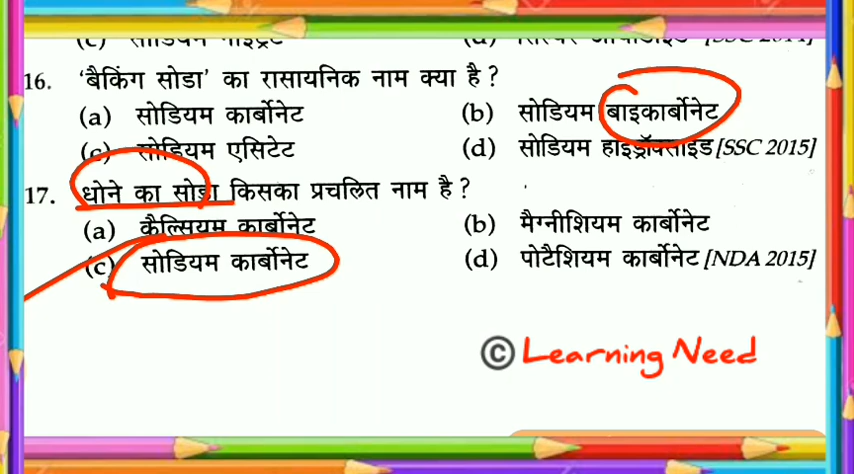 16. 'बैकिंग सोडा' का रासायनिक नाम क्या है ?
(a) सोडियम कार्बोनेट (b) सोडियम बाइकार्बोनेट
(c) सोडियम एसिटेट (d) सोडियम हाइड्रॉक्साइड [SSC 2015]
17. धोने का सोडा किसका प्रचलित नाम है ?
(a) कैल्सियम कार्बोनेट (b) मैग्नीशियम कार्बोनेट
(c) सोडियम कार्बोनेट (d) पोटैशियम कार्बोनेट [NDA 2015]
© Learning Need